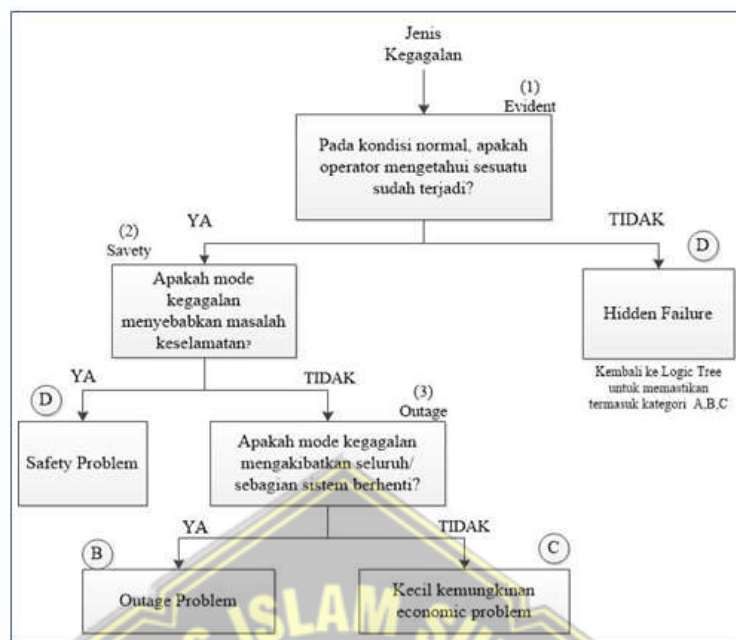 Jenis
Kegagalan
(1)
Evident
Pada kondisi normal, apakah
operator mengetahui sesuatu
sudah terjadi?
YA
TIDAK
(2)
Savety
D
Apakah mode
kegagalan
menyebabkan masalah
keselamatan?
Hidden Failure
Kembali ke Logic Tree
untuk memastikan
termasuk kategori A,B,C
YA
TIDAK
D
(3)
Outage
Safety Problem
Apakah mode kegagalan
mengakibatkan seluruh/
sebagian sistem berhenti?
YA
TIDAK
B
C
Outage Problem
Kecil kemungkinan
economic problem
ISLAM